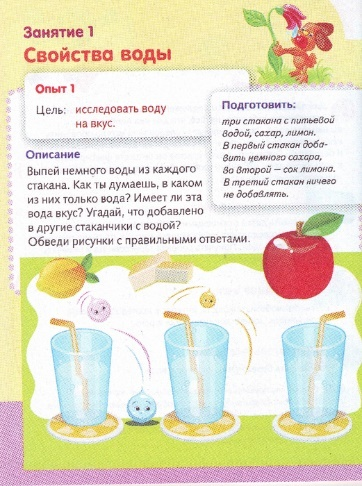 Занятие 1
Свойства воды
Опыт 1
Цель: исследовать воду
на вкус.
Подготовить:
три стакана с питьевой
водой, сахар, лимон.
В первый стакан доба-
вить немного сахара,
во второй — сок лимона.
В третий стакан ничего
не добавлять.
Описание
Выпей немного воды из каждого
стакана. Как ты думаешь, в каком
из них только вода? Имеет ли эта
вода вкус? Угадай, что добавлено
в другие стаканчики с водой?
Обведи рисунки с правильными ответами.